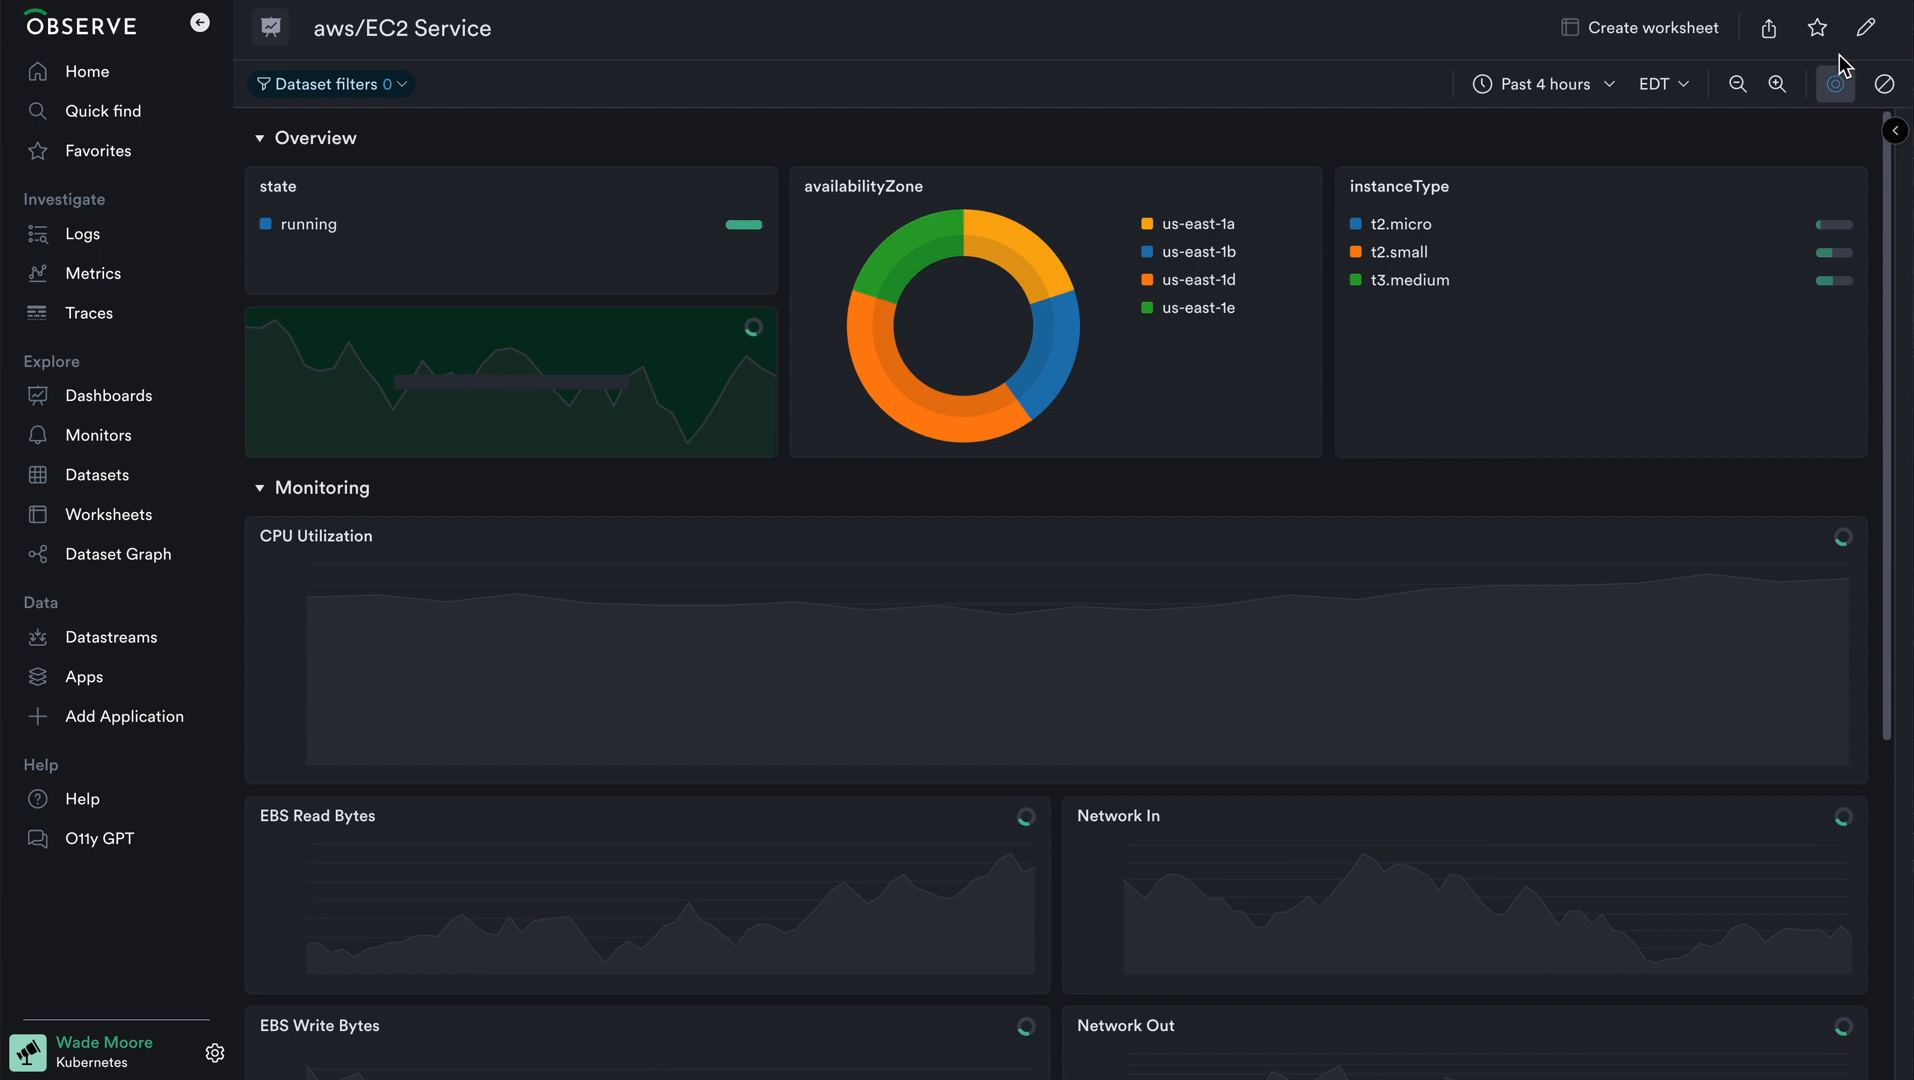 OBSERVE
Home
Quick find
Favorites
Investigate
Logs
Metrics
Traces
Explore
Dashboards
Monitors
Datasets
Worksheets
Dataset Graph
Data
Datastreams
Apps
Add Application
Help
Help
O11y GPT
Wade Moore
Kubernetes
aws/EC2 Service
Create worksheet
Dataset filters 0
Past 4 hours
EDT
Overview
state
running
availabilityZone
us-east-1a
us-east-1b
us-east-1d
us-east-1e
instanceType
t2.micro
t2.small
t3.medium
Monitoring
CPU Utilization
EBS Read Bytes
Network In
EBS Write Bytes
Network Out